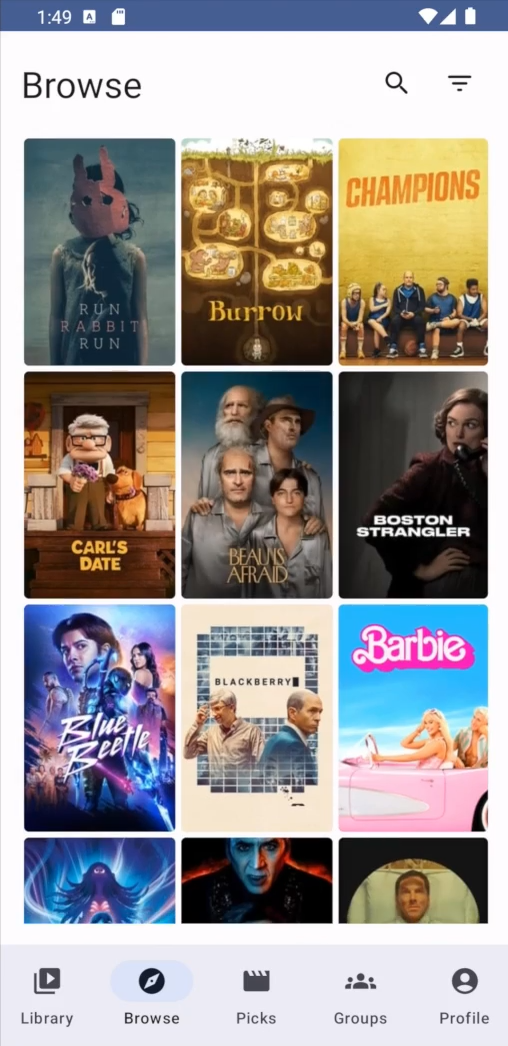 1:49
Browse
RUN
RABBIT
RUN
Burrow
CHAMPIONS
CARL'S
DATE
BEAU IS
AFRAID
BOSTON
STRANGLER
Blue
Beetle
BLACKBERRY
Barbie
Library
Browse
Picks
Groups
Profile